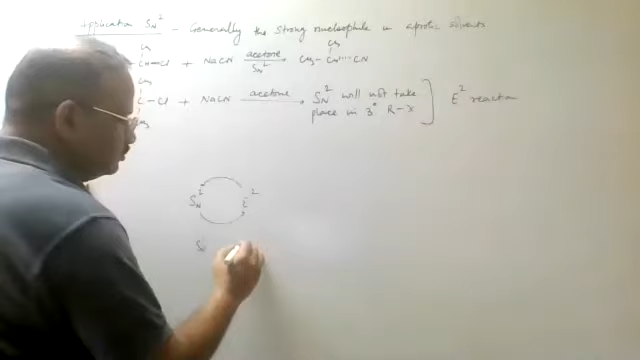 Application SN2 - Generally the strong nucleophile in aprotic solvents
CH3 CH3
CH-Cl + NaCN acetone SN2 CH3-CH····CN
CH3
C-Cl + NaCN acetone SN2 will not take place in 3° R-X E2 reaction
CH3
SN2 E2
S